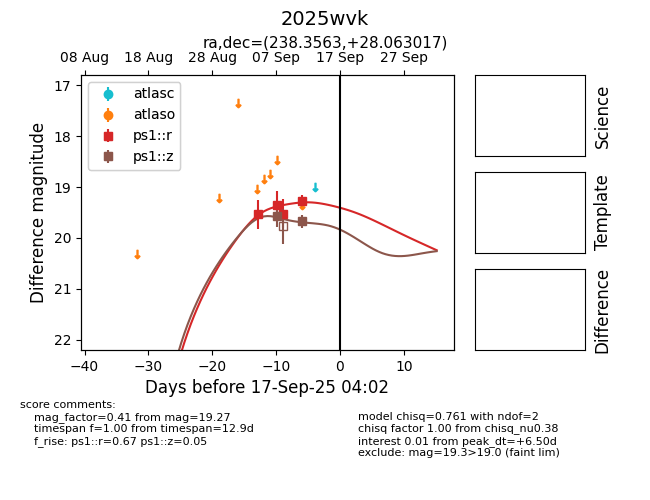 2025wvk
ra,dec=(238.3563,+28.063017)
08 Aug 18 Aug 28 Aug 07 Sep 17 Sep 27 Sep
atlasc
atlaso
ps1::r
ps1::z
17
18
19
20
21
22
Difference magnitude
−40 −30 −20 −10 0 10
Days before 17-Sep-25 04:02
Science
Template
Difference
score comments:
mag_factor=0.41 from mag=19.27
timespan f=1.00 from timespan=12.9d
f_rise: ps1::r=0.67 ps1::z=0.05
model chisq=0.761 with ndof=2
chisq factor 1.00 from chisq_nu0.38
interest 0.01 from peak_dt=+6.50d
exclude: mag=19.3>19.0 (faint lim)